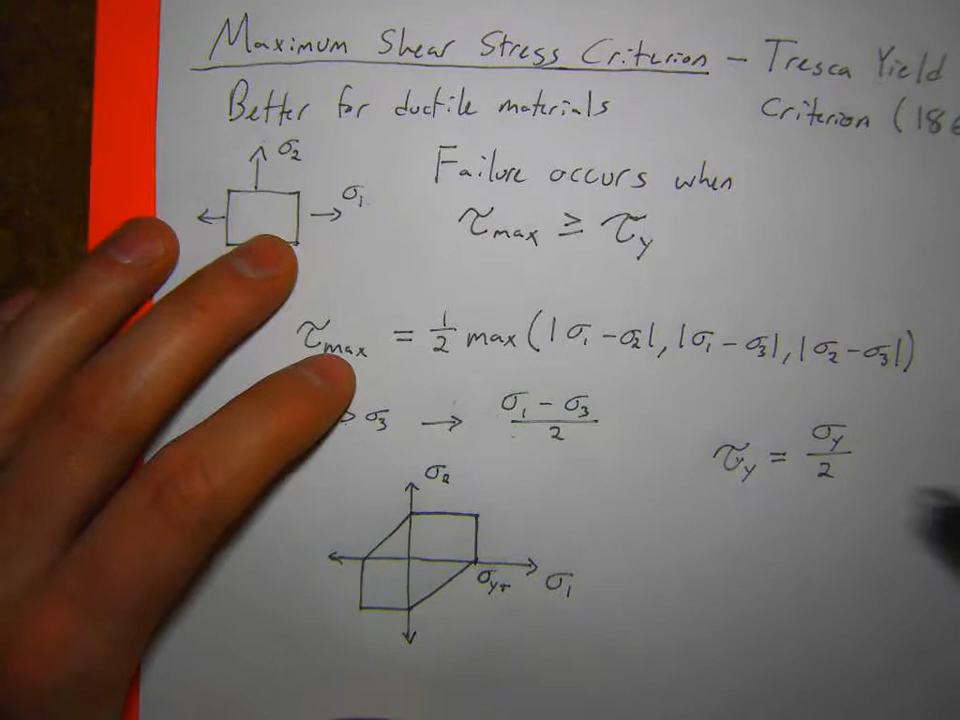 Maximum Shear Stress Criterion - Tresca Yield
Better for ductile materials Criterion (186
σ₂
σ₁
Failure occurs when
τmax ≥ τy
τmax = 1/2 max(|σ₁ - σ₂|, |σ₁ - σ₃|, |σ₂ - σ₃|)
> σ₃ → (σ₁ - σ₃)/2
τy = σy/2
σ₂
σyT
σ₁